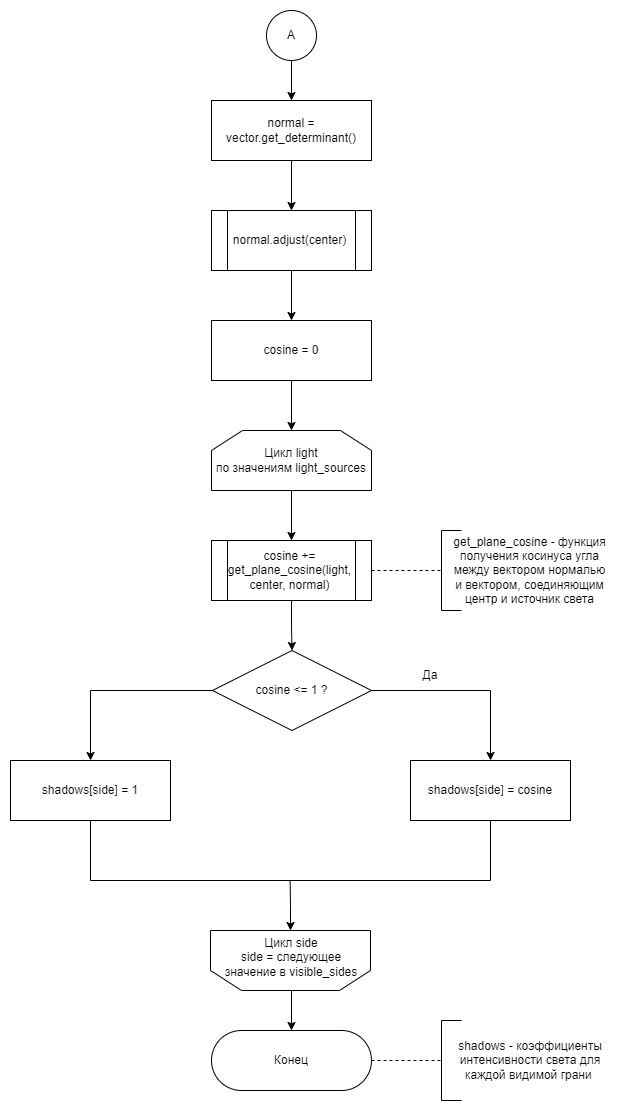 A
normal =
vector.get_determinant()
normal.adjust(center)
cosine = 0
Цикл light
по значениям light_sources
cosine +=
get_plane_cosine(light,
center, normal)
get_plane_cosine - функция
получения косинуса угла
между вектором нормалью
и вектором, соединяющим
центр и источник света
cosine <= 1 ?
Да
shadows[side] = 1
shadows[side] = cosine
Цикл side
side = следующее
значение в visible_sides
Конец
shadows - коэффициенты
интенсивности света для
каждой видимой грани